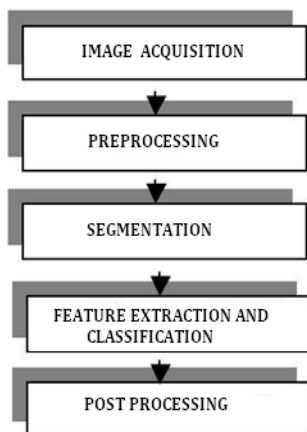 IMAGE ACQUISITION
PREPROCESSING
SEGMENTATION
FEATURE EXTRACTION AND
CLASSIFICATION
POST PROCESSING